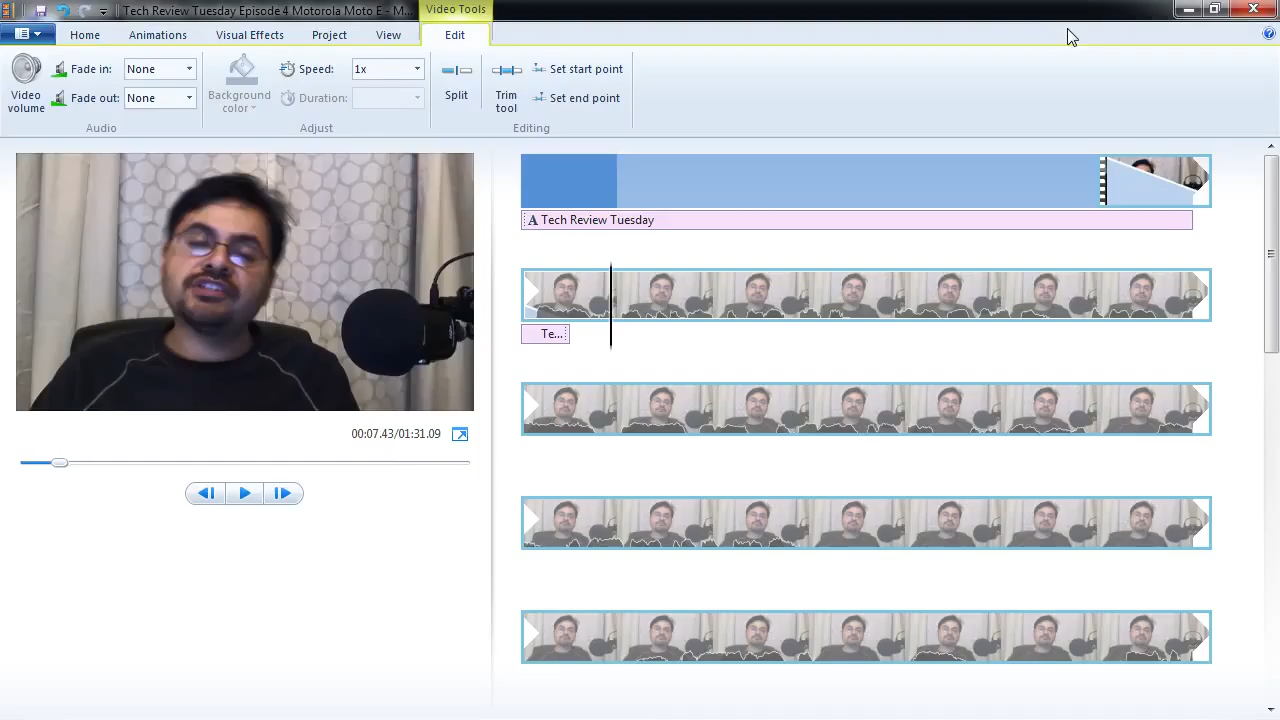 Tech Review Tuesday Episode 4 Motorola Moto E - M...
Video Tools
Home
Animations
Visual Effects
Project
View
Edit
Video volume
Fade in: None
Fade out: None
Audio
Background color
Speed: 1x
Duration:
Adjust
Split
Trim tool
Set start point
Set end point
Editing
A Tech Review Tuesday
Te...
00:07.43/01:31.09